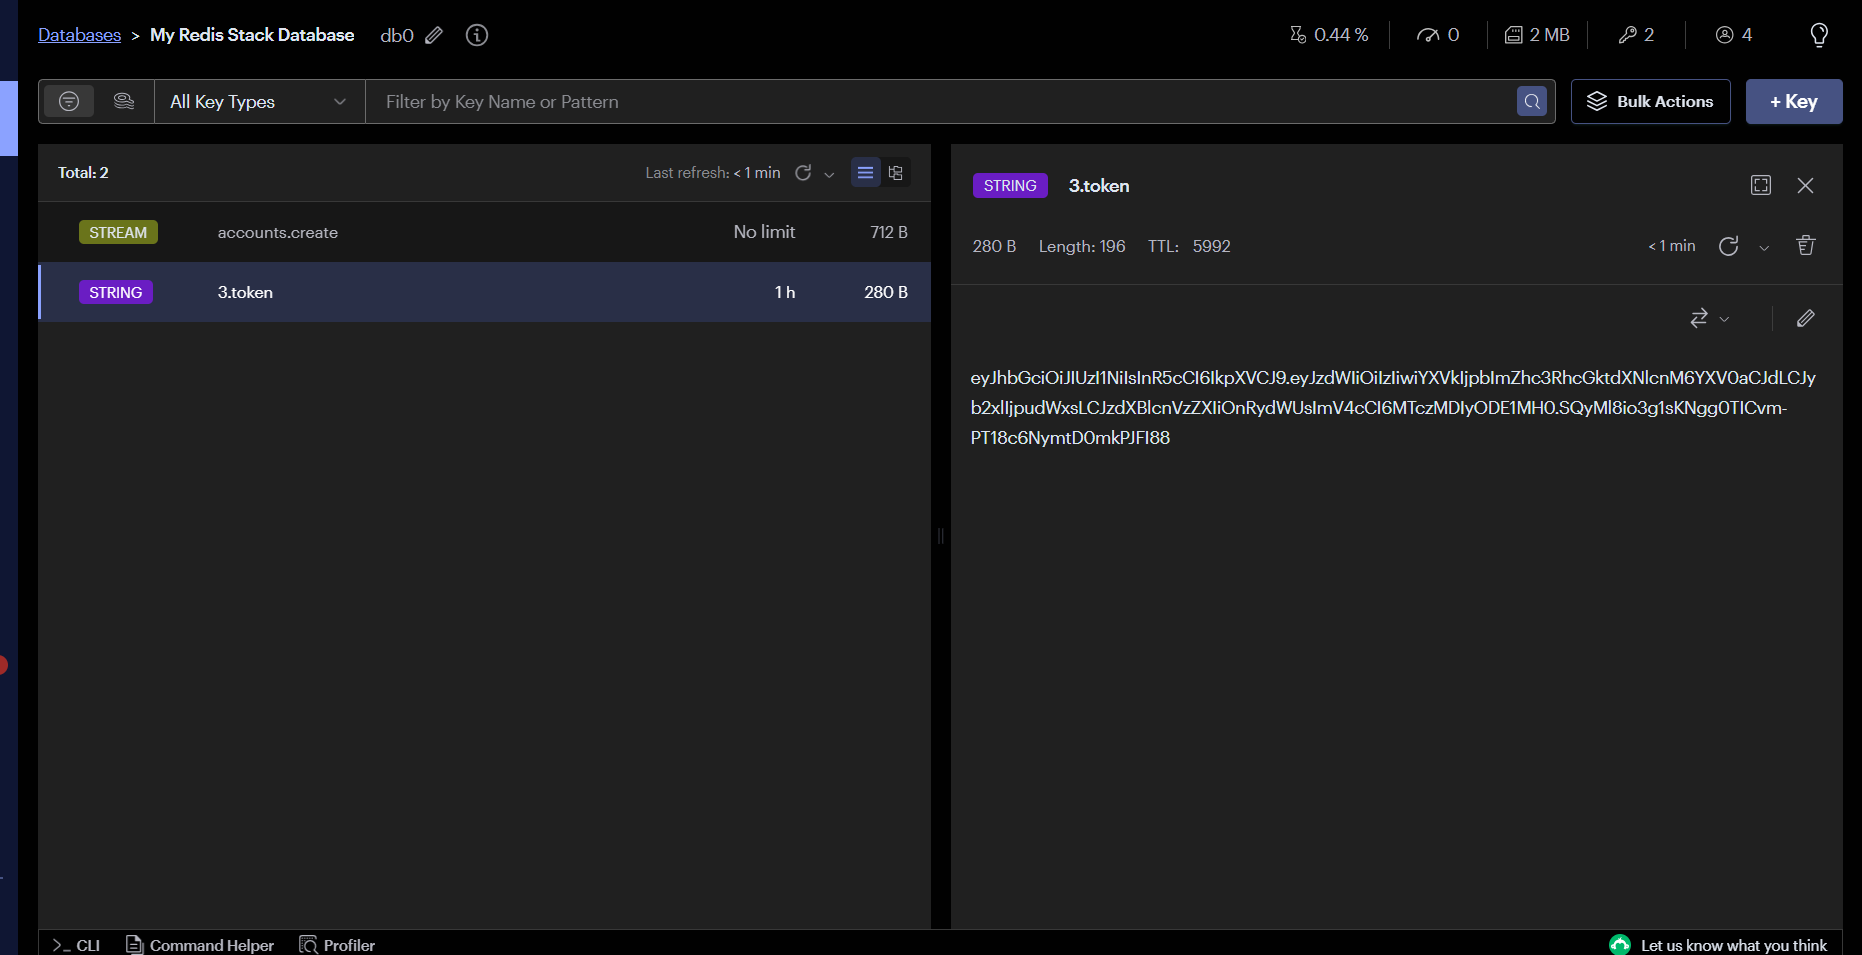 Databases > My Redis Stack Database db0
0.44 % 0 2 MB 2 4
All Key Types Filter by Key Name or Pattern Bulk Actions + Key
Total: 2 Last refresh: < 1 min
STREAM accounts.create No limit 712 B
STRING 3.token 1 h 280 B
STRING 3.token
280 B Length: 196 TTL: 5992 < 1 min
eyJhbGciOiJIUzI1NiIsInR5cCI6IkpXVCJ9.eyJzdWIiOiIzIiwiYXVkIjpbImZhc3RhcGktdXNlcnM6YXV0aCJdLCJy
b2xlIjpudWxsLCJzdXBlcnVzZXIiOnRydWUsImV4cCI6MTczMDIyODE1MH0.SQyMl8io3g1sKNgg0TICvm-
PT18c6NymtD0mkPJFI88
CLI Command Helper Profiler Let us know what you think